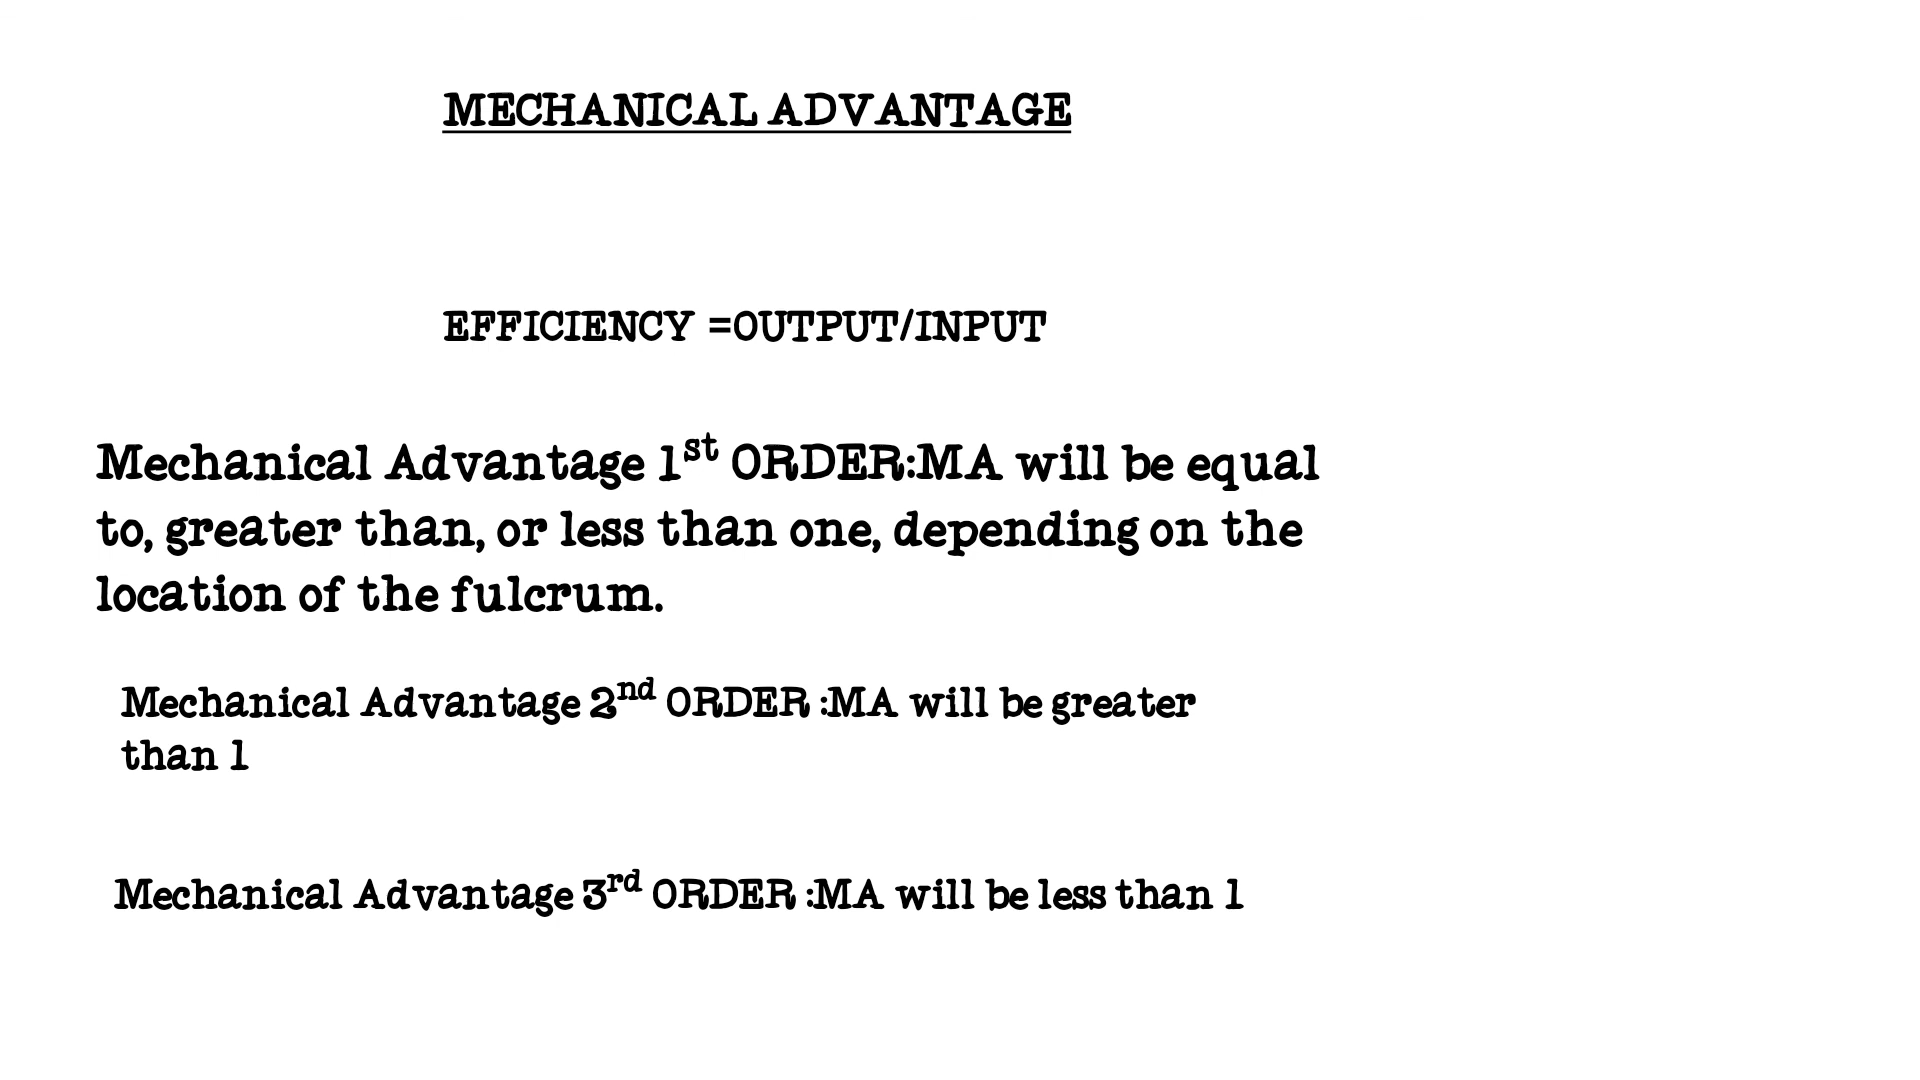 MECHANICAL ADVANTAGE
EFFICIENCY =OUTPUT/INPUT
Mechanical Advantage 1st ORDER:MA will be equal
to, greater than, or less than one, depending on the
location of the fulcrum.
Mechanical Advantage 2nd ORDER :MA will be greater
than 1
Mechanical Advantage 3rd ORDER :MA will be less than 1